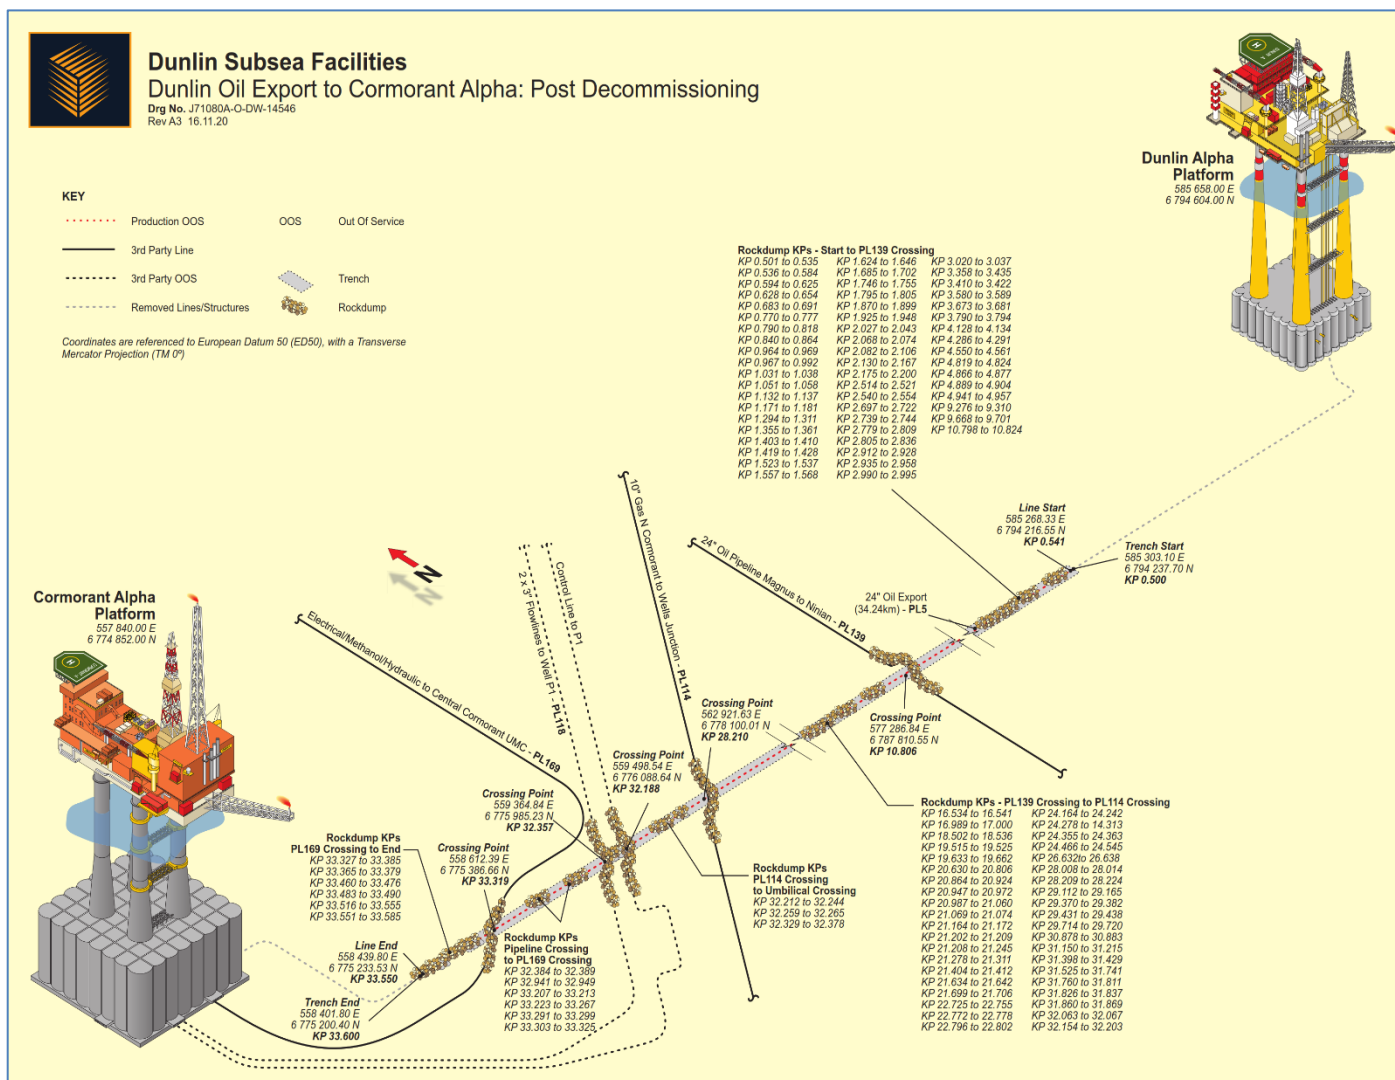 Dunlin Subsea Facilities
Dunlin Oil Export to Cormorant Alpha: Post Decommissioning
Drg No. J71080A-O-DW-14546
Rev A3 16.11.20
KEY
Production OOS
OOS
Out Of Service
3rd Party Line
3rd Party OOS
Trench
Removed Lines/Structures
Rockdump
Coordinates are referenced to European Datum 50 (ED50), with a Transverse
Mercator Projection (TM 0º)
Dunlin Alpha
Platform
585 658.00 E
6 794 604.00 N
Rockdump KPs - Start to PL139 Crossing
KP 0.501 to 0.535 KP 1.624 to 1.646 KP 3.020 to 3.037
KP 0.536 to 0.584 KP 1.685 to 1.702 KP 3.358 to 3.435
KP 0.594 to 0.625 KP 1.746 to 1.755 KP 3.410 to 3.422
KP 0.628 to 0.654 KP 1.795 to 1.805 KP 3.580 to 3.589
KP 0.683 to 0.691 KP 1.870 to 1.899 KP 3.673 to 3.681
KP 0.770 to 0.777 KP 1.925 to 1.948 KP 3.790 to 3.794
KP 0.790 to 0.818 KP 2.027 to 2.043 KP 4.128 to 4.134
KP 0.840 to 0.864 KP 2.068 to 2.074 KP 4.286 to 4.291
KP 0.964 to 0.969 KP 2.082 to 2.106 KP 4.550 to 4.561
KP 0.967 to 0.992 KP 2.130 to 2.167 KP 4.819 to 4.824
KP 1.031 to 1.038 KP 2.175 to 2.200 KP 4.866 to 4.877
KP 1.051 to 1.058 KP 2.514 to 2.521 KP 4.889 to 4.904
KP 1.132 to 1.137 KP 2.540 to 2.554 KP 4.941 to 4.957
KP 1.171 to 1.181 KP 2.697 to 2.722 KP 9.276 to 9.310
KP 1.294 to 1.311 KP 2.739 to 2.744 KP 9.668 to 9.701
KP 1.355 to 1.361 KP 2.779 to 2.809 KP 10.798 to 10.824
KP 1.403 to 1.410 KP 2.805 to 2.836
KP 1.419 to 1.428 KP 2.912 to 2.928
KP 1.523 to 1.537 KP 2.935 to 2.958
KP 1.557 to 1.568 KP 2.990 to 2.995
Line Start
585 268.33 E
6 794 216.55 N
KP 0.541
Trench Start
585 303.10 E
6 794 237.70 N
KP 0.500
24" Oil Export
(34.24km) - PL5
24" Oil Pipeline Magnus to Ninian - PL139
10" Gas N Cormorant to Wells Junction - PL114
Control Line to P1
2 x 3" Flowlines to Well P1 - PL118
Electrical/Methanol/Hydraulic to Central Cormorant UMC - PL169
N
N
Cormorant Alpha
Platform
557 840.00 E
6 774 852.00 N
Crossing Point
577 286.84 E
6 787 810.55 N
KP 10.806
Crossing Point
562 921.63 E
6 778 100.01 N
KP 28.210
Crossing Point
559 498.54 E
6 776 088.64 N
KP 32.188
Crossing Point
559 364.84 E
6 775 985.23 N
KP 32.357
Crossing Point
558 612.39 E
6 775 386.66 N
KP 33.319
Rockdump KPs
PL169 Crossing to End
KP 33.327 to 33.385
KP 33.365 to 33.379
KP 33.460 to 33.476
KP 33.483 to 33.490
KP 33.516 to 33.555
KP 33.551 to 33.585
Line End
558 439.80 E
6 775 233.53 N
KP 33.550
Trench End
558 401.80 E
6 775 200.40 N
KP 33.600
Rockdump KPs
Pipeline Crossing
to PL169 Crossing
KP 32.384 to 32.389
KP 32.941 to 32.949
KP 33.207 to 33.213
KP 33.223 to 33.267
KP 33.291 to 33.299
KP 33.303 to 33.325
Rockdump KPs
PL114 Crossing
to Umbilical Crossing
KP 32.212 to 32.244
KP 32.259 to 32.265
KP 32.329 to 32.378
Rockdump KPs - PL139 Crossing to PL114 Crossing
KP 16.534 to 16.541 KP 24.164 to 24.242
KP 16.989 to 17.000 KP 24.278 to 14.313
KP 18.502 to 18.536 KP 24.355 to 24.363
KP 19.515 to 19.525 KP 24.466 to 24.545
KP 19.633 to 19.662 KP 26.632to 26.638
KP 20.630 to 20.806 KP 28.008 to 28.014
KP 20.864 to 20.924 KP 28.209 to 28.224
KP 20.947 to 20.972 KP 29.112 to 29.165
KP 20.987 to 21.060 KP 29.370 to 29.382
KP 21.069 to 21.074 KP 29.431 to 29.438
KP 21.164 to 21.172 KP 29.714 to 29.720
KP 21.202 to 21.209 KP 30.878 to 30.883
KP 21.208 to 21.245 KP 31.150 to 31.215
KP 21.278 to 21.311 KP 31.398 to 31.429
KP 21.404 to 21.412 KP 31.525 to 31.741
KP 21.634 to 21.642 KP 31.760 to 31.811
KP 21.699 to 21.706 KP 31.826 to 31.837
KP 22.725 to 22.755 KP 31.860 to 31.869
KP 22.772 to 22.778 KP 32.063 to 32.067
KP 22.796 to 22.802 KP 32.154 to 32.203